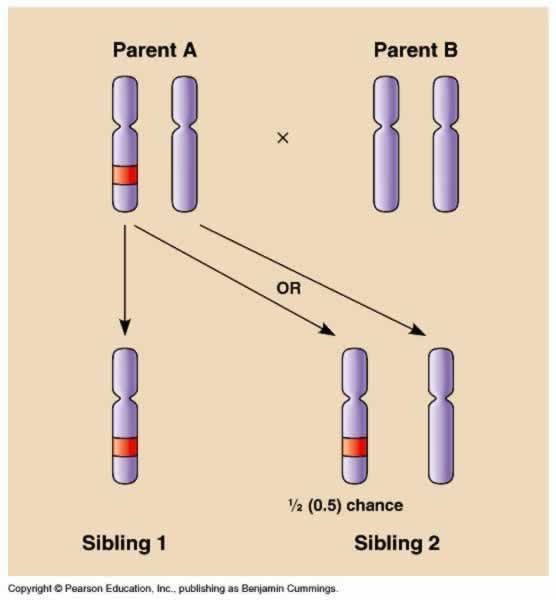 Parent A
Parent B
×
OR
½ (0.5) chance
Sibling 1
Sibling 2
Copyright © Pearson Education, Inc., publishing as Benjamin Cummings.